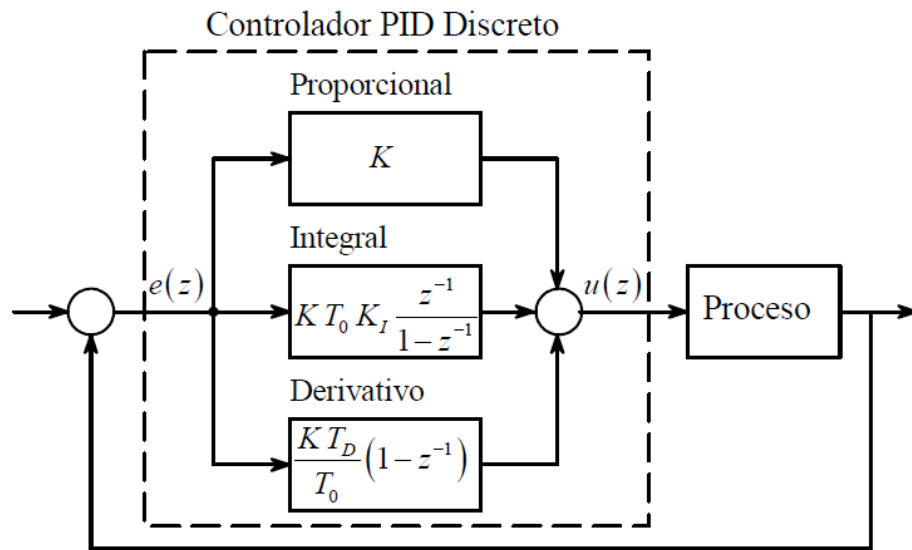 Controlador PID Discreto
Proporcional
K
Integral
e(z)
K T₀ K_I z⁻¹ / (1 − z⁻¹)
u(z)
Proceso
Derivativo
K T_D / T₀ (1 − z⁻¹)